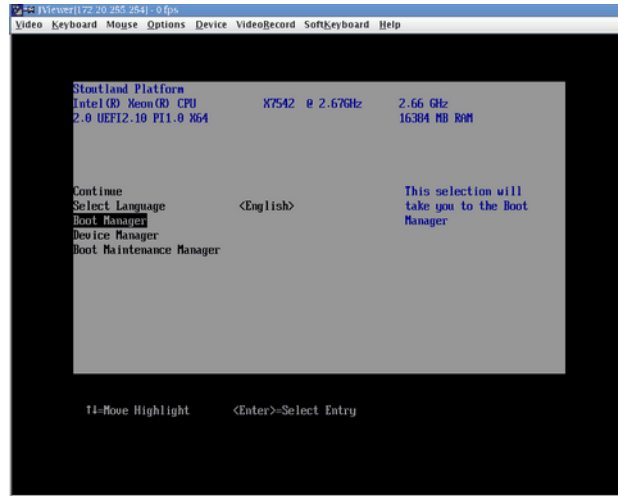 JViewer[172.20.255.254] - 0 fps
Video Keyboard Mouse Options Device VideoRecord SoftKeyboard Help
Stoutland Platform
Intel(R) Xeon(R) CPU X7542 @ 2.67GHz 2.66 GHz
2.0 UEFI2.10 PI1.0 X64 16384 MB RAM
Continue This selection will
Select Language <English> take you to the Boot
Boot Manager Manager
Device Manager
Boot Maintenance Manager
↑↓=Move Highlight <Enter>=Select Entry